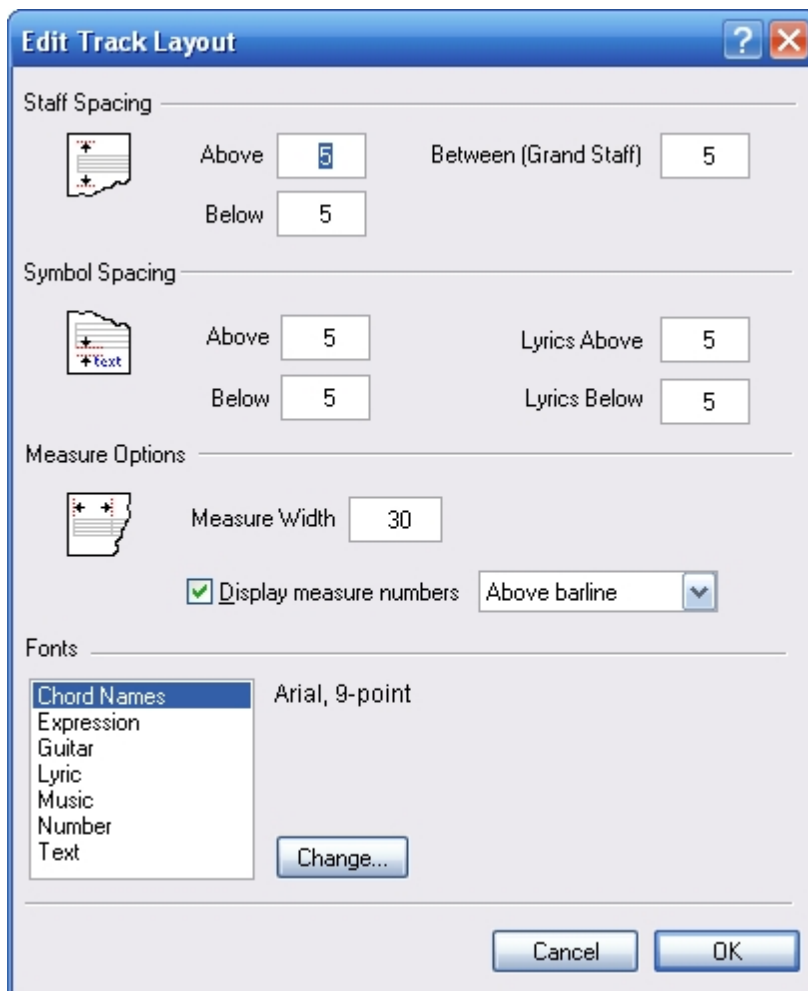 Edit Track Layout
?
Staff Spacing
Above 5 Between (Grand Staff) 5
Below 5
Symbol Spacing
text
Above 5 Lyrics Above 5
Below 5 Lyrics Below 5
Measure Options
Measure Width 30
Display measure numbers Above barline
Fonts
Chord Names Arial, 9-point
Expression
Guitar
Lyric
Music
Number
Text
Change...
Cancel OK